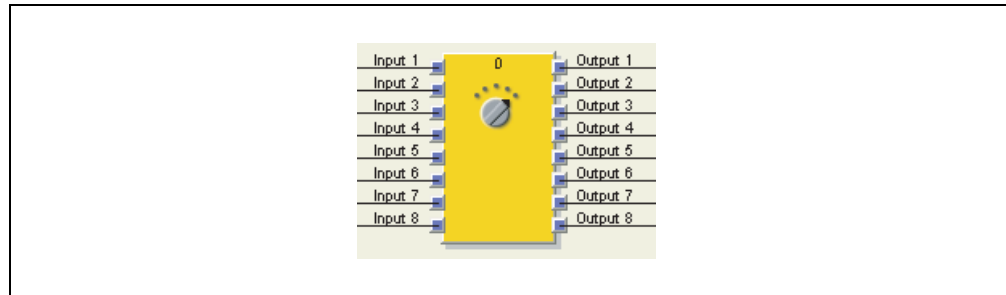 Input 1 0 Output 1
Input 2 Output 2
Input 3 Output 3
Input 4 Output 4
Input 5 Output 5
Input 6 Output 6
Input 7 Output 7
Input 8 Output 8